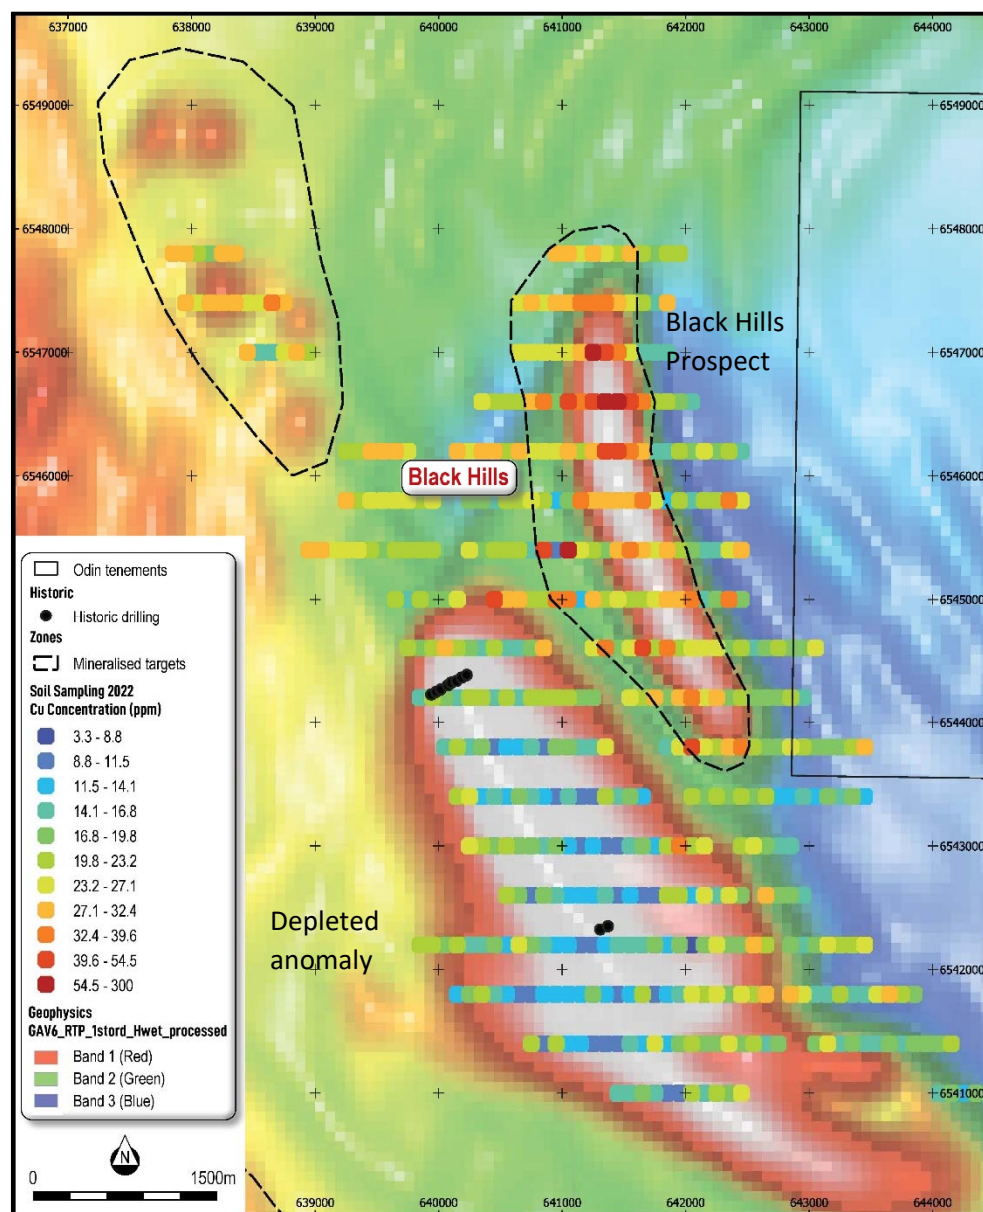 637000 638000 639000 640000 641000 642000 643000 644000
6549000 6549000
6548000 6548000
Black Hills
Prospect
6547000 6547000
6546000 6546000
Black Hills
6545000
6544000
6543000
6542000
6541000
Depleted
anomaly
Odin tenements
Historic
Historic drilling
Zones
Mineralised targets
Soil Sampling 2022
Cu Concentration (ppm)
3.3 - 8.8
8.8 - 11.5
11.5 - 14.1
14.1 - 16.8
16.8 - 19.8
19.8 - 23.2
23.2 - 27.1
27.1 - 32.4
32.4 - 39.6
39.6 - 54.5
54.5 - 300
Geophysics
GAV6_RTP_1stord_Hwet_processed
Band 1 (Red)
Band 2 (Green)
Band 3 (Blue)
N
0 1500m
639000 640000 641000 642000 643000 644000